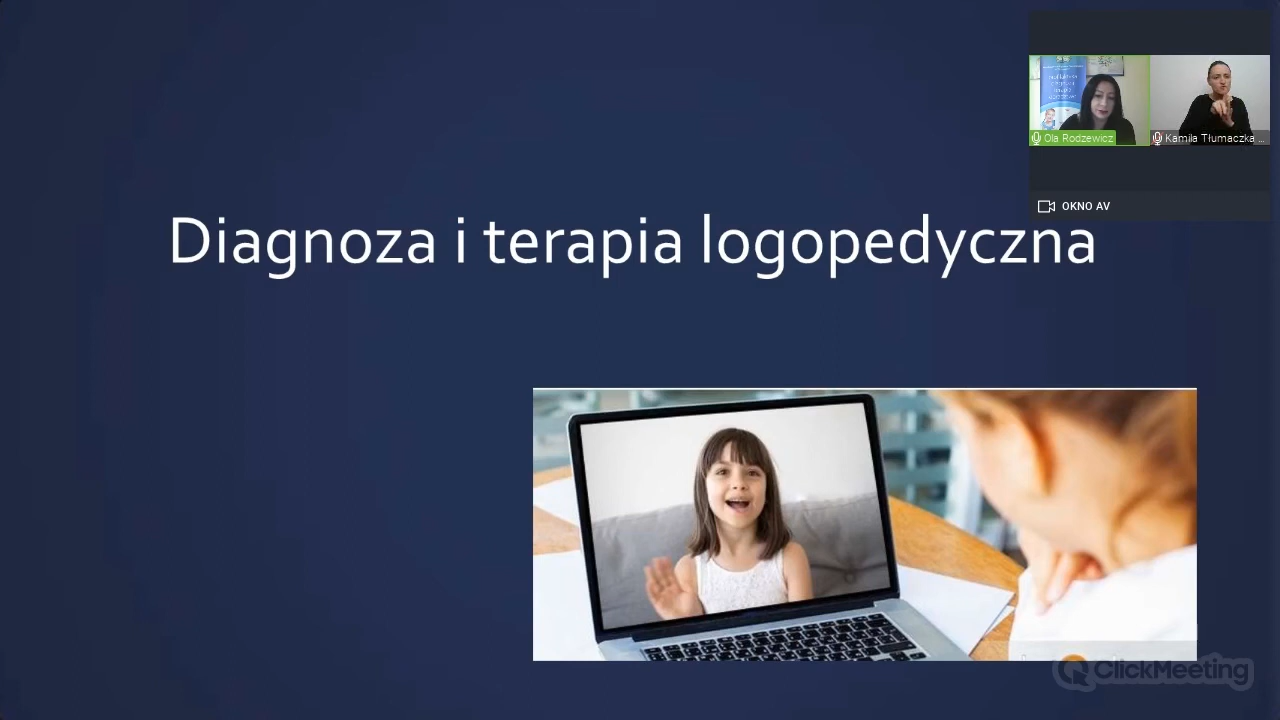 Ola Rodzewicz
Kamila Tłumaczka ...
OKNO AV
Diagnoza i terapia logopedyczna
ClickMeeting